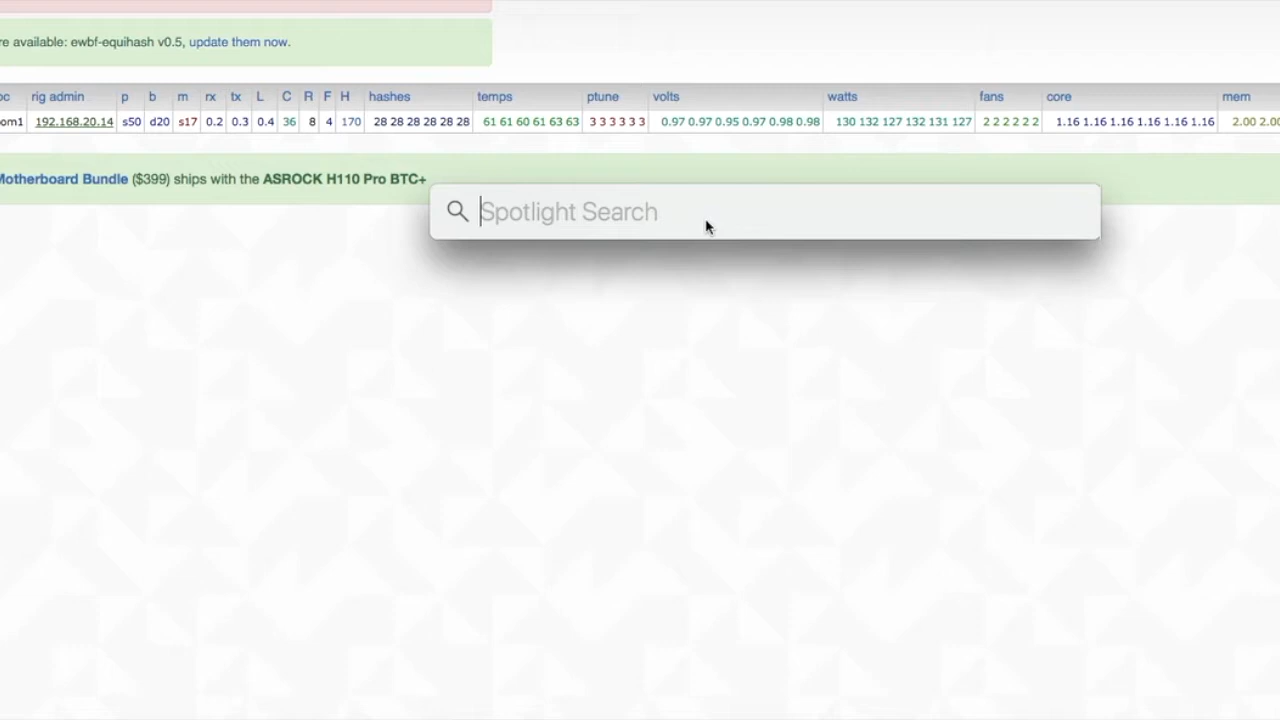 re available: ewbf-equihash v0.5, update them now.
oc rig admin p b m rx tx L C R F H hashes temps ptune volts watts fans core mem
om1 192.168.20.14 s50 d20 s17 0.2 0.3 0.4 36 8 4 170 28 28 28 28 28 28 61 61 60 61 63 63 3 3 3 3 3 3 0.97 0.97 0.95 0.97 0.98 0.98 130 132 127 132 131 127 2 2 2 2 2 2 1.16 1.16 1.16 1.16 1.16 1.16 2.00 2.00
Motherboard Bundle ($399) ships with the ASROCK H110 Pro BTC+
Spotlight Search